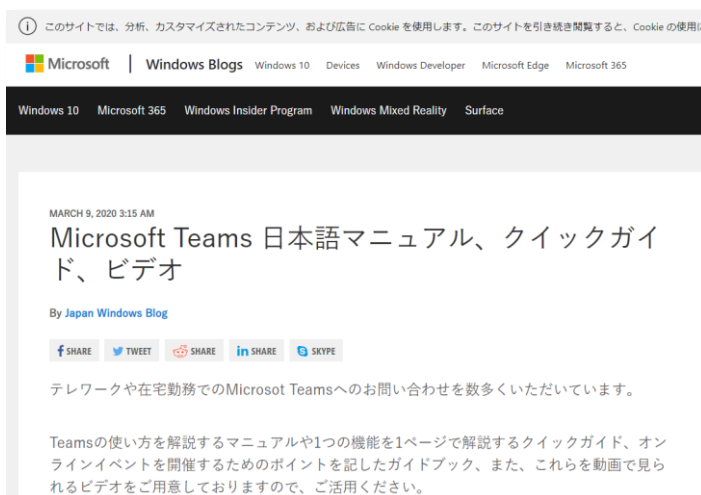 このサイトでは、分析、カスタマイズされたコンテンツ、および広告に Cookie を使用します。このサイトを引き続き閲覧すると、Cookie の使用に
Microsoft | Windows Blogs Windows 10 Devices Windows Developer Microsoft Edge Microsoft 365
Windows 10 Microsoft 365 Windows Insider Program Windows Mixed Reality Surface
MARCH 9, 2020 3:15 AM
Microsoft Teams 日本語マニュアル、クイックガイ
ド、ビデオ
By Japan Windows Blog
SHARE TWEET SHARE SHARE SKYPE
テレワークや在宅勤務でのMicrosot Teamsへのお問い合わせを数多くいただいています。
Teamsの使い方を解説するマニュアルや1つの機能を1ページで解説するクイックガイド、オン
ラインイベントを開催するためのポイントを記したガイドブック、また、これらを動画で見ら
れるビデオをご用意しておりますので、ご活用ください。